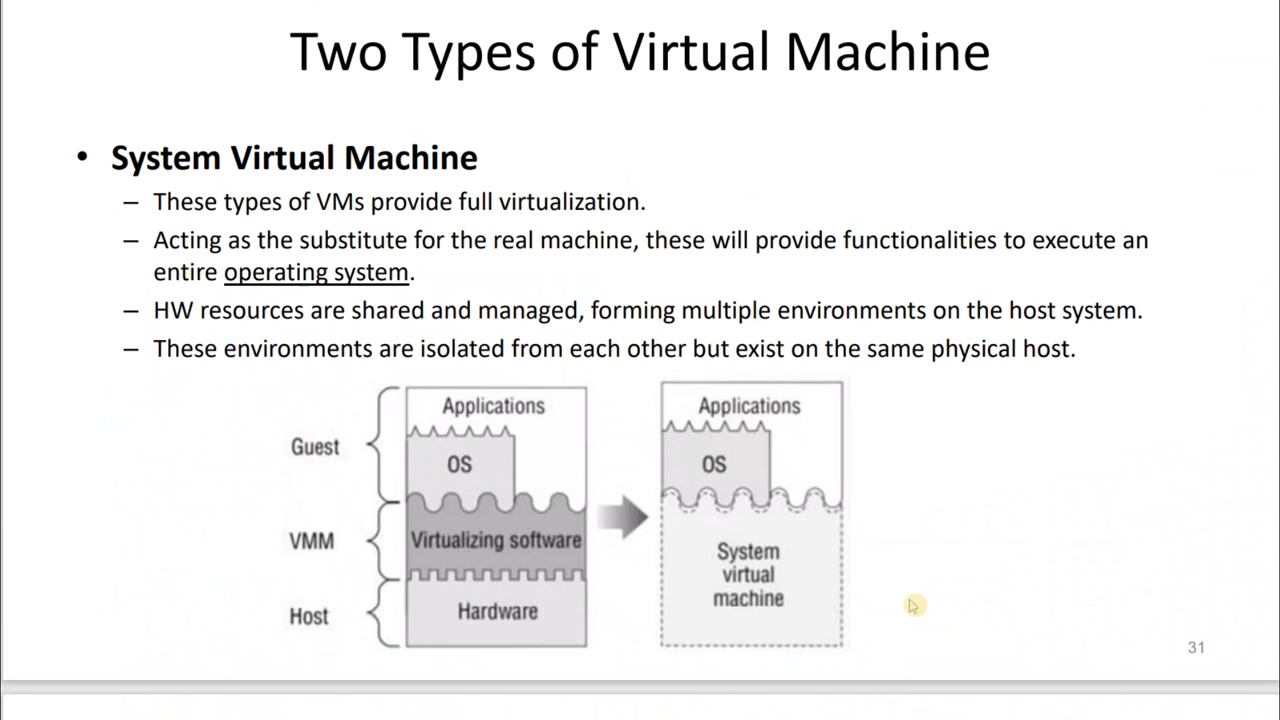 Two Types of Virtual Machine
• System Virtual Machine
– These types of VMs provide full virtualization.
– Acting as the substitute for the real machine, these will provide functionalities to execute an
entire operating system.
– HW resources are shared and managed, forming multiple environments on the host system.
– These environments are isolated from each other but exist on the same physical host.
Guest
VMM
Host
Applications
OS
Virtualizing software
Hardware
Applications
OS
System
virtual
machine
31